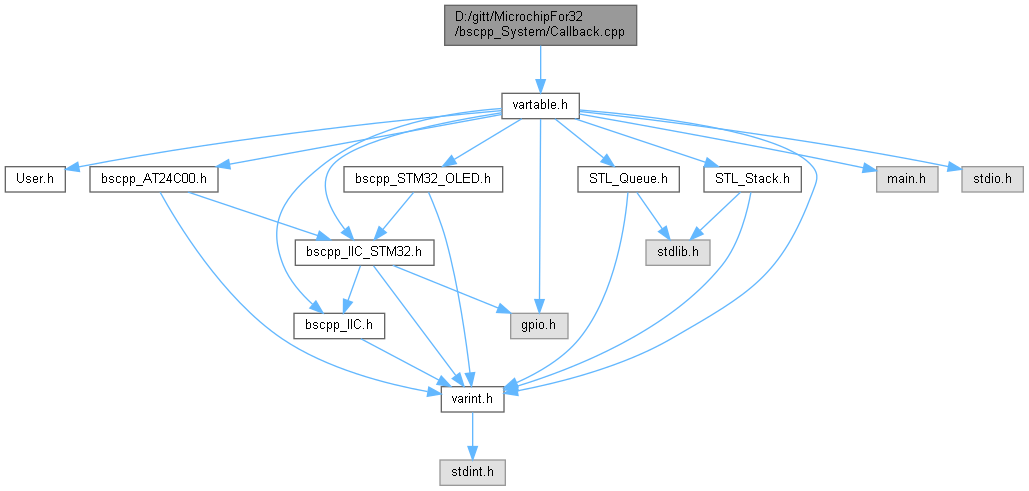 D:/gitt/MicrochipFor32
/bscpp_System/Callback.cpp
vartable.h
User.h
bscpp_AT24C00.h
bscpp_STM32_OLED.h
STL_Queue.h
STL_Stack.h
main.h
stdio.h
bscpp_IIC_STM32.h
stdlib.h
bscpp_IIC.h
gpio.h
varint.h
stdint.h